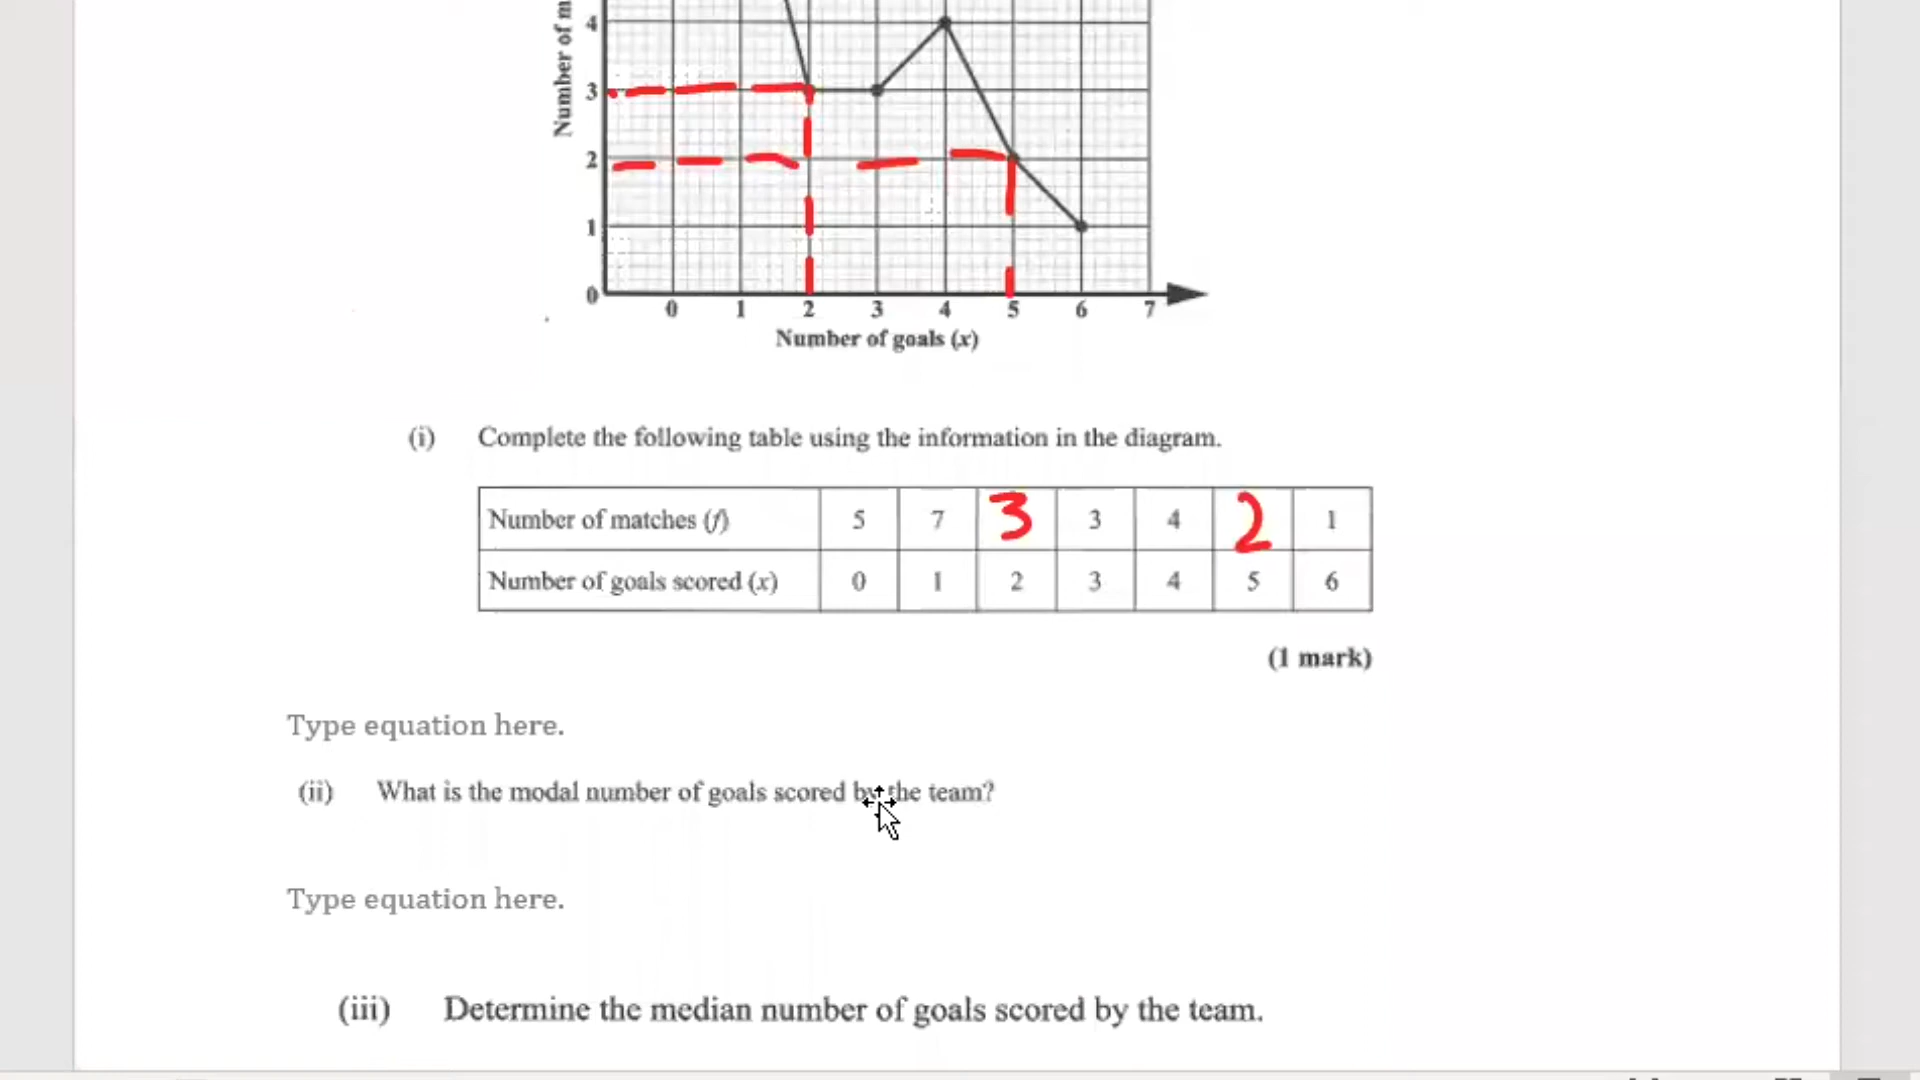 Number of m
4
3
2
1
0
0 1 2 3 4 5 6 7
Number of goals (x)
(i) Complete the following table using the information in the diagram.
Number of matches (f) 5 7 3 3 4 2 1
Number of goals scored (x) 0 1 2 3 4 5 6
(1 mark)
Type equation here.
(ii) What is the modal number of goals scored by the team?
Type equation here.
(iii) Determine the median number of goals scored by the team.